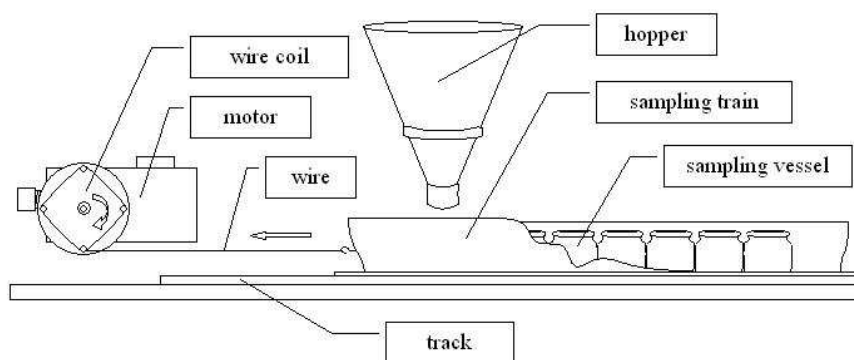 hopper
wire coil
sampling train
motor
sampling vessel
wire
track